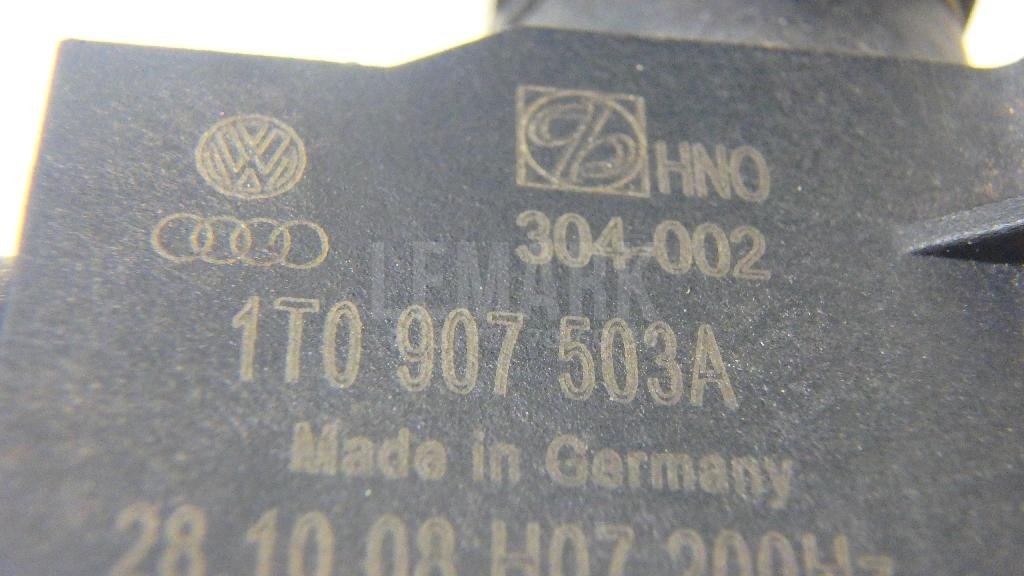 HNO
304-002
LEMARK
1T0 907 503A
Made in Germany
28 10 08 H07 200Hz